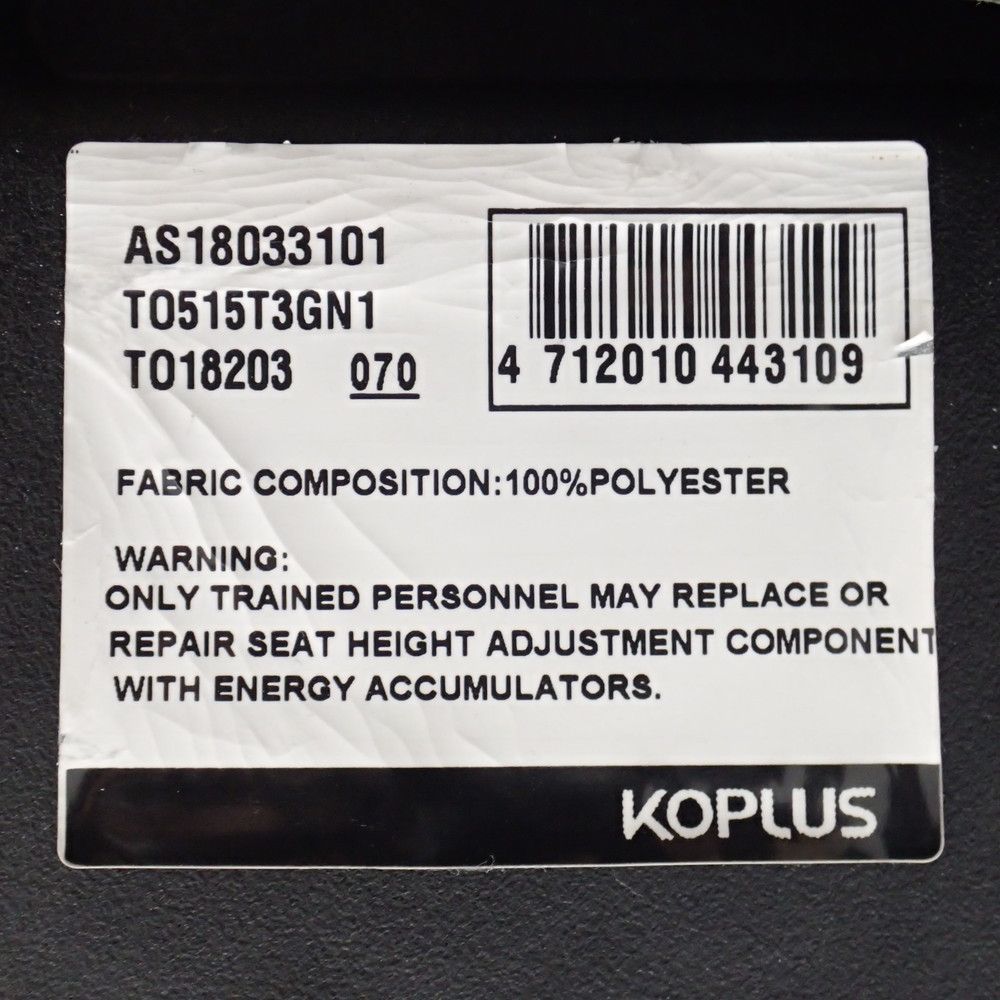 AS18033101
TO515T3GN1
TO18203 070
4 712010 443109
FABRIC COMPOSITION:100%POLYESTER
WARNING:
ONLY TRAINED PERSONNEL MAY REPLACE OR
REPAIR SEAT HEIGHT ADJUSTMENT COMPONENT
WITH ENERGY ACCUMULATORS.
KOPLUS